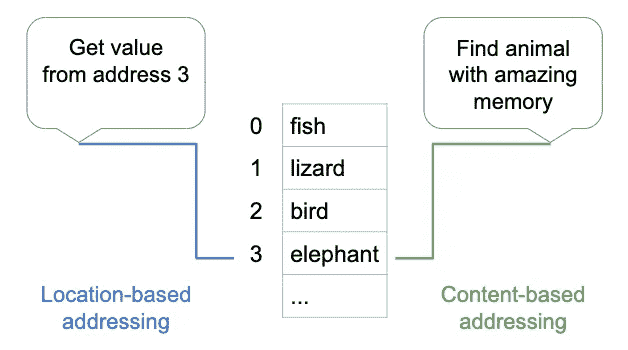 Get value
from address 3
Find animal
with amazing
memory
0 fish
1 lizard
2 bird
3 elephant
...
Location-based
addressing
Content-based
addressing